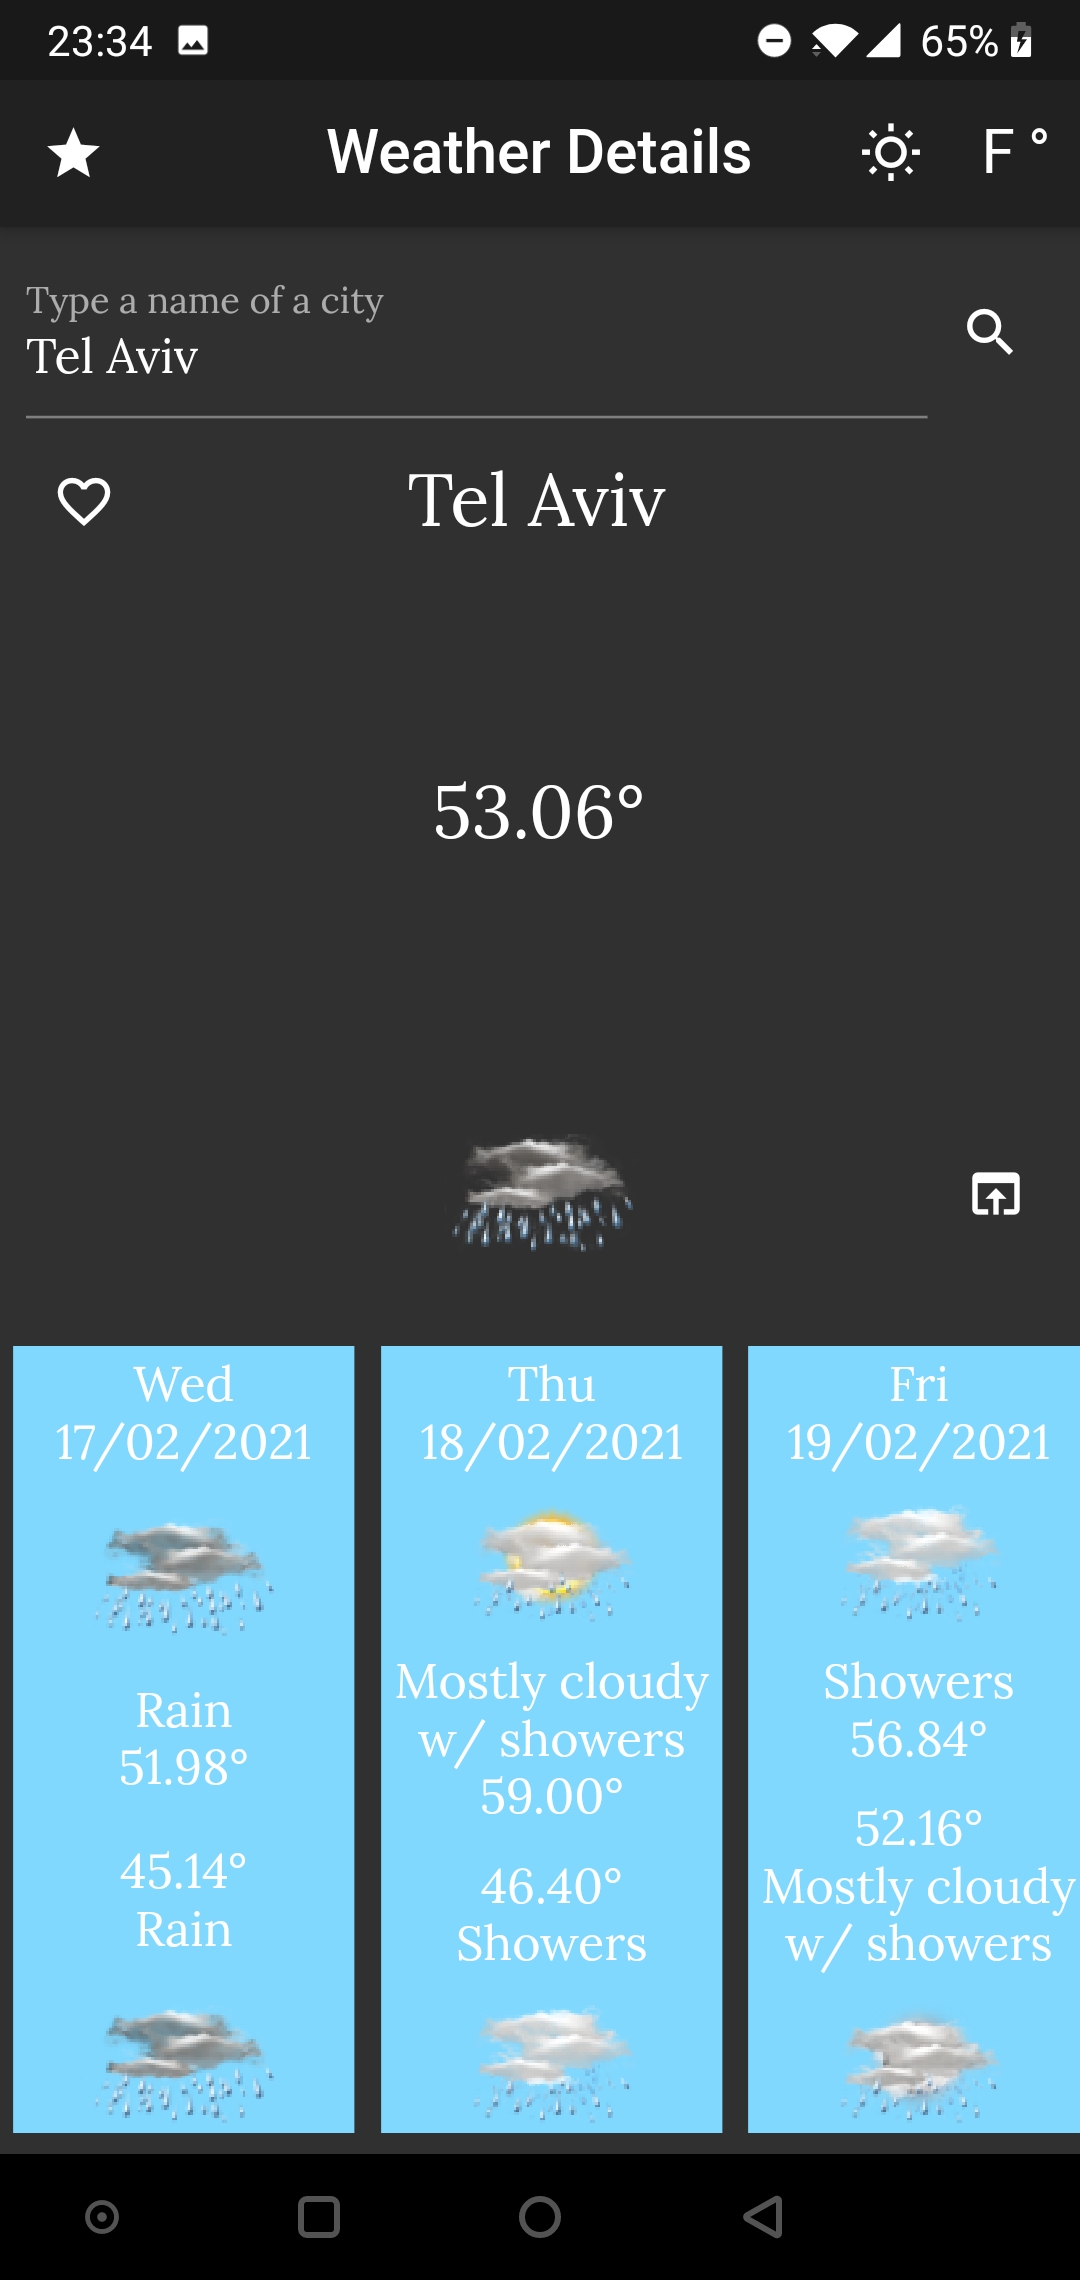 23:34
65%
Weather Details
F °
Type a name of a city
Tel Aviv
Tel Aviv
53.06°
Wed
17/02/2021
Rain
51.98°
45.14°
Rain
Thu
18/02/2021
Mostly cloudy
w/ showers
59.00°
46.40°
Showers
Fri
19/02/2021
Showers
56.84°
52.16°
Mostly cloudy
w/ showers